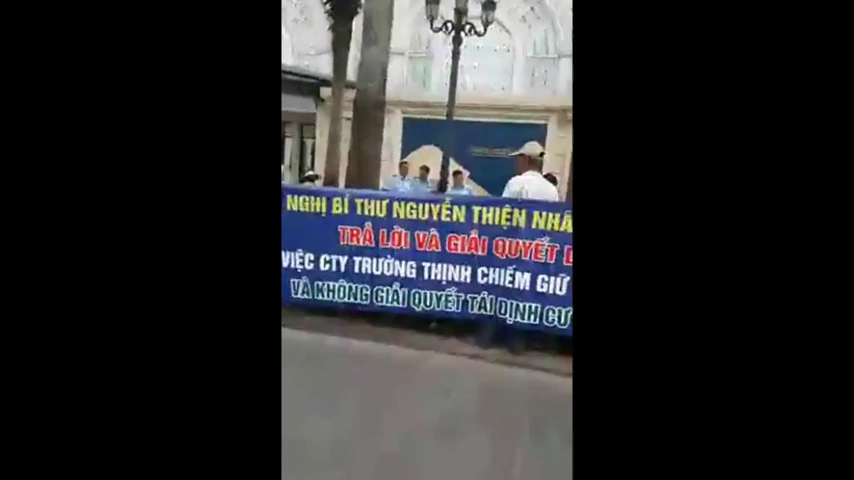 NGHỊ BÍ THƯ NGUYỄN THIỆN NHÂ
TRẢ LỜI VÀ GIẢI QUYẾT
VIỆC CTY TRƯỜNG THỊNH CHIẾM GIỮ
VÀ KHÔNG GIẢI QUYẾT TÁI ĐỊNH CƯ